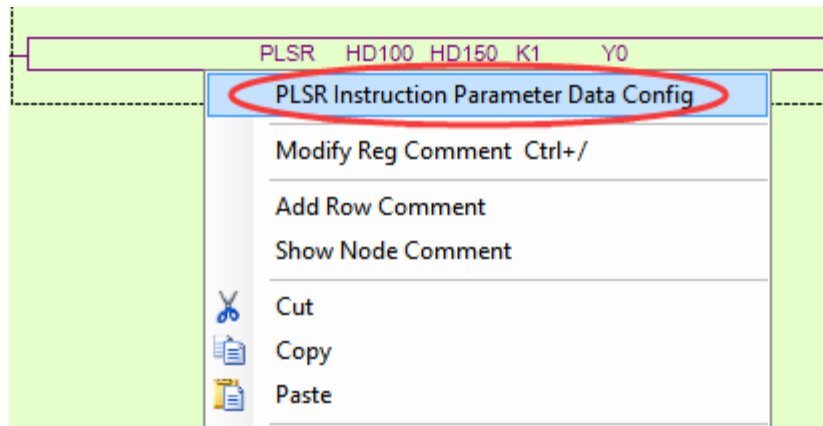 PLSR HD100 HD150 K1 Y0
PLSR Instruction Parameter Data Config
Modify Reg Comment Ctrl+/
Add Row Comment
Show Node Comment
Cut
Copy
Paste